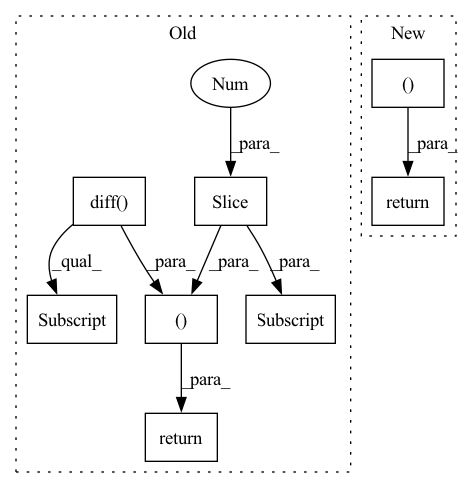 Old
New
Num
()
_para_
_para_
diff()
Slice
return
_qual_
_para_
_para_
_para_
Subscript
()
Subscript
_para_
return